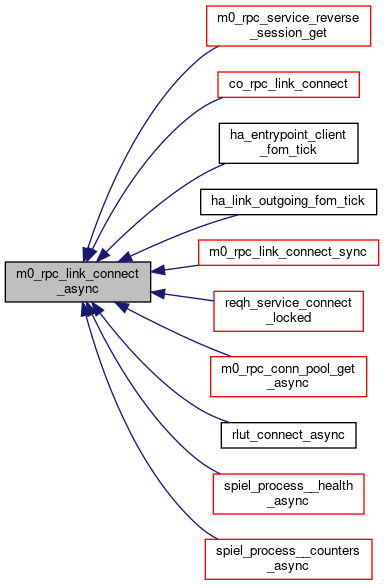 m0_rpc_service_reverse
_session_get
co_rpc_link_connect
ha_entrypoint_client
_fom_tick
ha_link_outgoing_fom_tick
m0_rpc_link_connect_sync
m0_rpc_link_connect
_async
reqh_service_connect
_locked
m0_rpc_conn_pool_get
_async
rlut_connect_async
spiel_process__health
_async
spiel_process__counters
_async